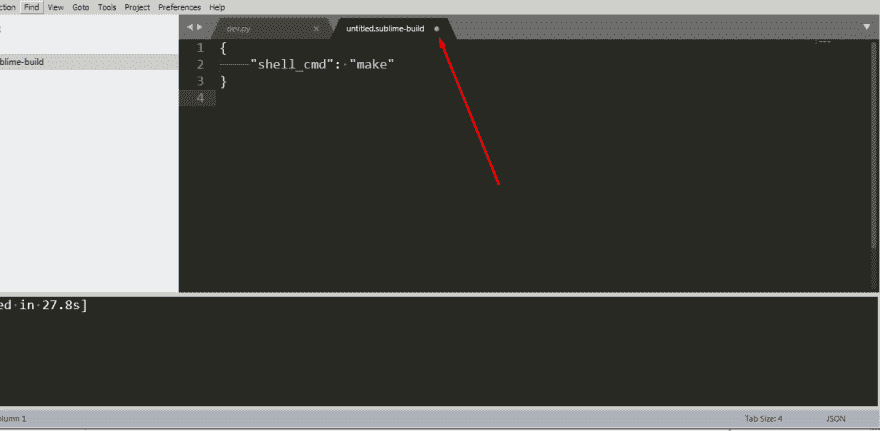 ction Find View Goto Tools Project Preferences Help
dev.py untitled.sublime-build
blime-build
1 {
2 "shell_cmd": "make"
3 }
4
ed in 27.8s]
olumn 1 Tab Size: 4 JSON